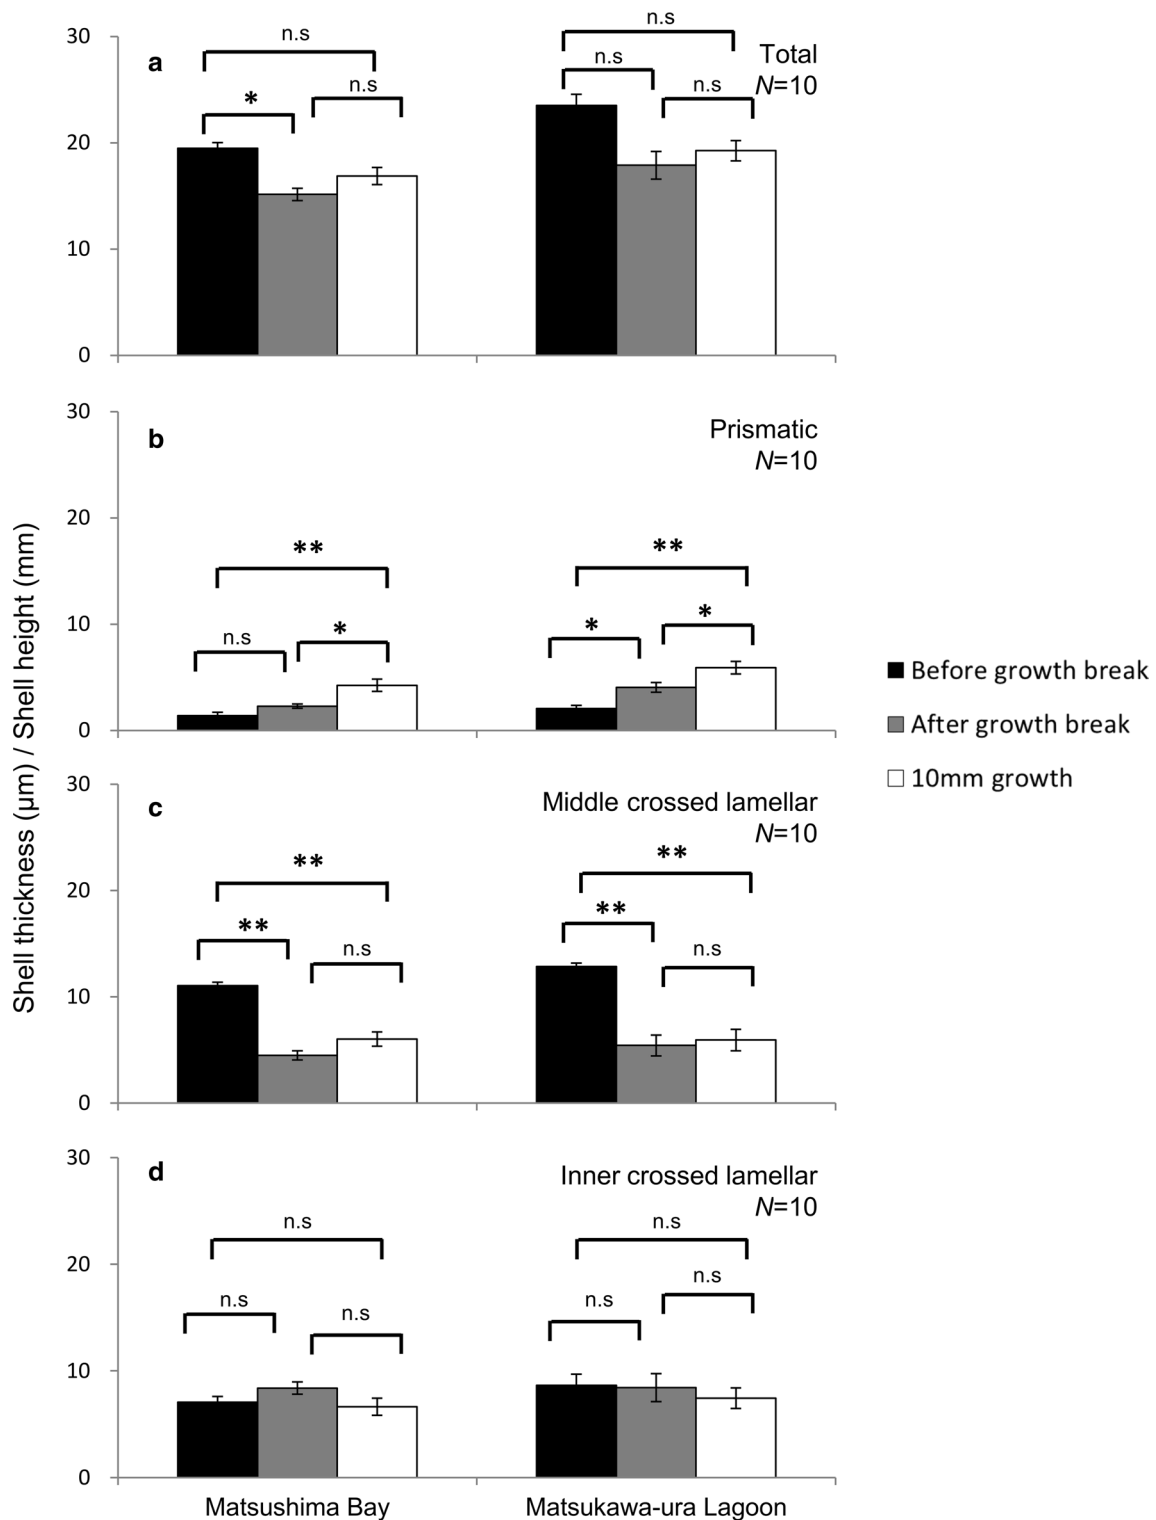 Shell thickness (μm) / Shell height (mm)
30
20
10
0
a
Total
N=10
n.s
*
n.s
n.s
n.s
n.s
30
20
10
0
b
Prismatic
N=10
**
n.s
*
**
*
*
30
20
10
0
c
Middle crossed lamellar
N=10
**
**
n.s
**
**
n.s
30
20
10
0
d
Inner crossed lamellar
N=10
n.s
n.s
n.s
n.s
n.s
n.s
Matsushima Bay
Matsukawa-ura Lagoon
Before growth break
After growth break
10mm growth